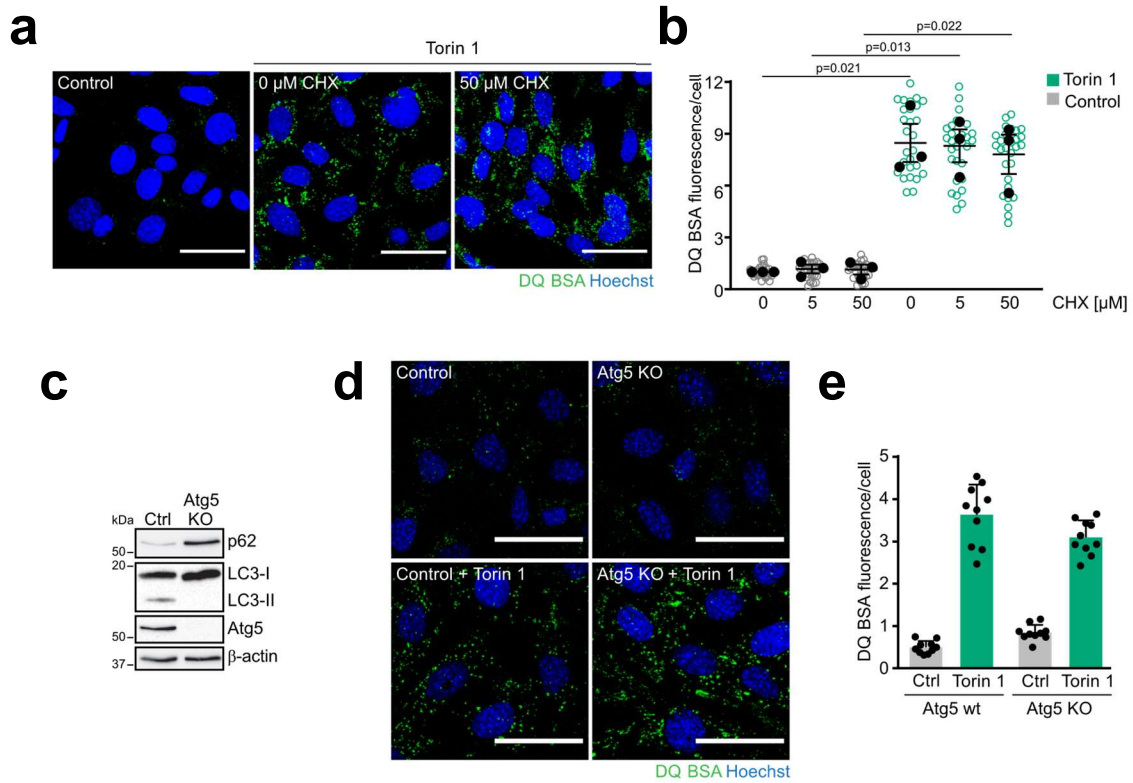 a
Torin 1
Control
0 µM CHX
50 µM CHX
DQ BSA Hoechst
b
p=0.022
p=0.013
p=0.021
Torin 1
Control
DQ BSA fluorescence/cell
12
9
6
3
0
0 5 50 0 5 50 CHX [µM]
c
kDa Ctrl Atg5 KO
50 p62
20 LC3-I
LC3-II
50 Atg5
37 β-actin
d
Control
Atg5 KO
Control + Torin 1
Atg5 KO + Torin 1
DQ BSA Hoechst
e
DQ BSA fluorescence/cell
5
4
3
2
1
0
Ctrl Torin 1 Ctrl Torin 1
Atg5 wt Atg5 KO